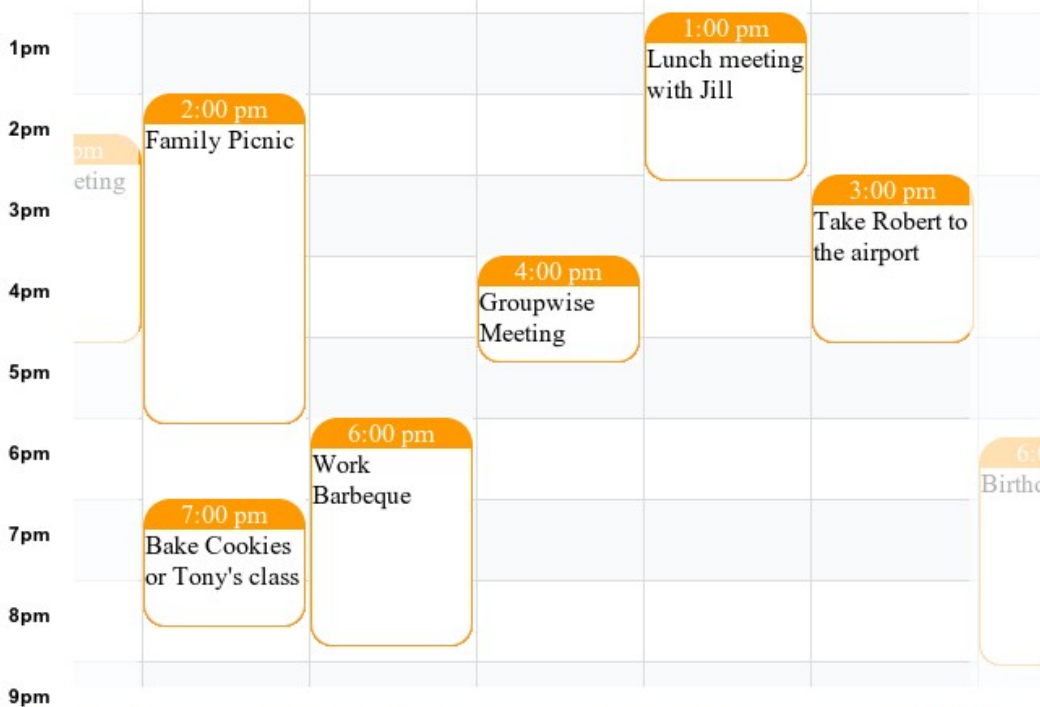 1pm
2pm
3pm
4pm
5pm
6pm
7pm
8pm
9pm
pm
eting
2:00 pm
Family Picnic
7:00 pm
Bake Cookies
or Tony's class
6:00 pm
Work
Barbeque
4:00 pm
Groupwise
Meeting
1:00 pm
Lunch meeting
with Jill
3:00 pm
Take Robert to
the airport